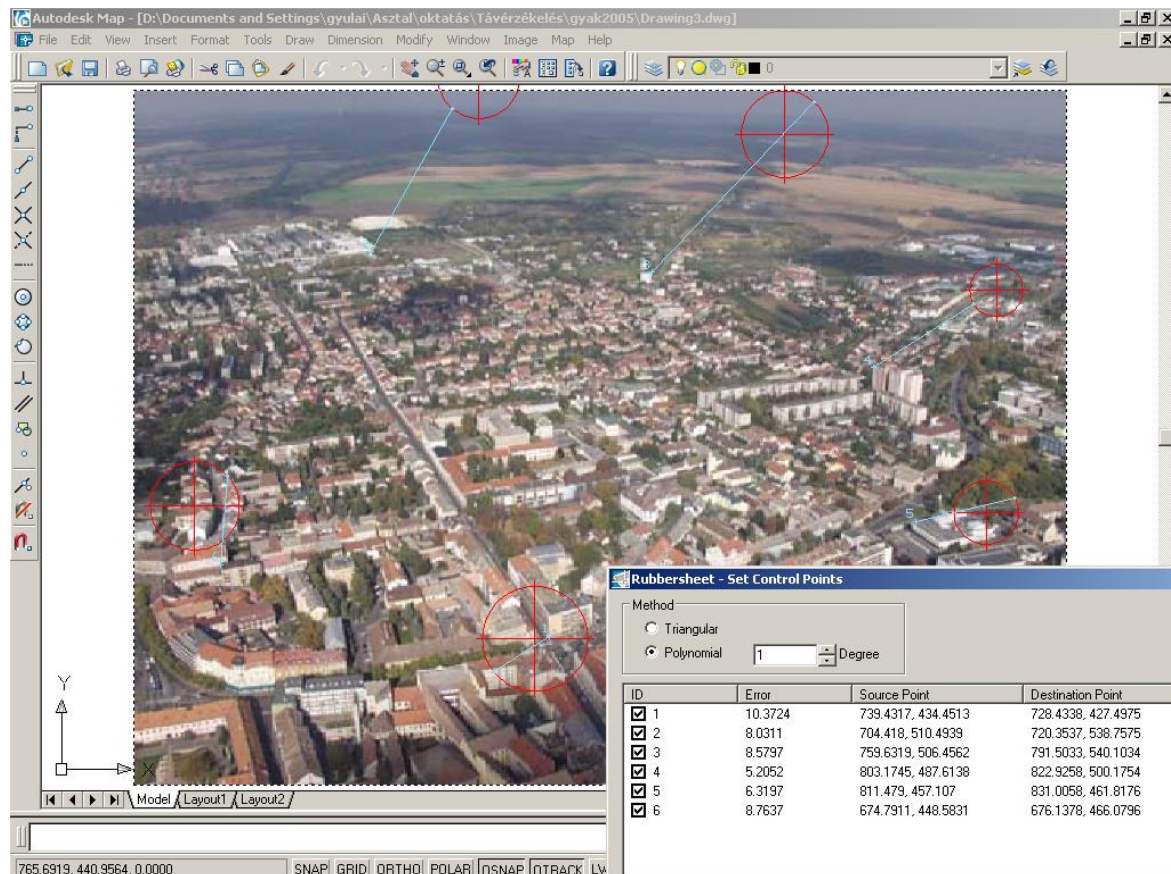 Autodesk Map - [D:\Documents and Settings\gyulai\Asztal\oktatás\Távérzékelés\gyak2005\Drawing3.dwg]
File Edit View Insert Format Tools Draw Dimension Modify Window Image Map Help
0
5
Y
X
Rubbersheet - Set Control Points
Method
Triangular
Polynomial 1 Degree
ID Error Source Point Destination Point
1 10.3724 739.4317, 434.4513 728.4338, 427.4975
2 8.0311 704.418, 510.4939 720.3537, 538.7575
3 8.5797 759.6319, 506.4562 791.5033, 540.1034
4 5.2052 803.1745, 487.6138 822.9258, 500.1754
5 6.3197 811.479, 457.107 831.0058, 461.8176
6 8.7637 674.7911, 448.5831 676.1378, 466.0796
Model Layout1 Layout2
765.6919, 440.9564, 0.0000 SNAP GRID ORTHO POLAR OSNAP OTRACK